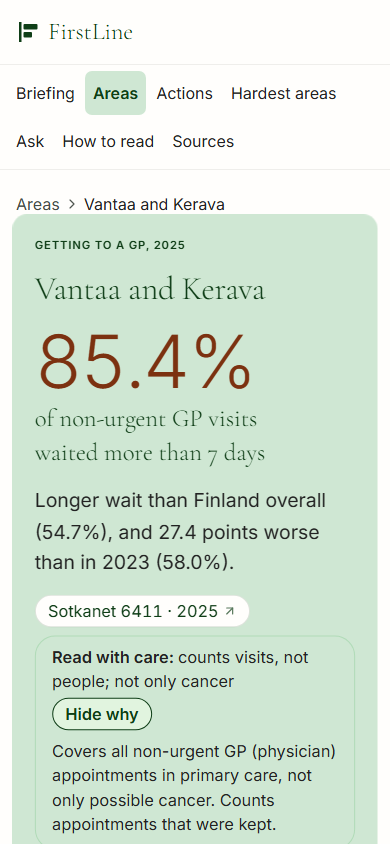 FirstLine
Briefing Areas Actions Hardest areas
Ask How to read Sources
Areas > Vantaa and Kerava
GETTING TO A GP, 2025
Vantaa and Kerava
85.4%
of non-urgent GP visits
waited more than 7 days
Longer wait than Finland overall
(54.7%), and 27.4 points worse
than in 2023 (58.0%).
Sotkanet 6411 · 2025 ↗
Read with care: counts visits, not
people; not only cancer
Hide why
Covers all non-urgent GP (physician)
appointments in primary care, not
only possible cancer. Counts
appointments that were kept.